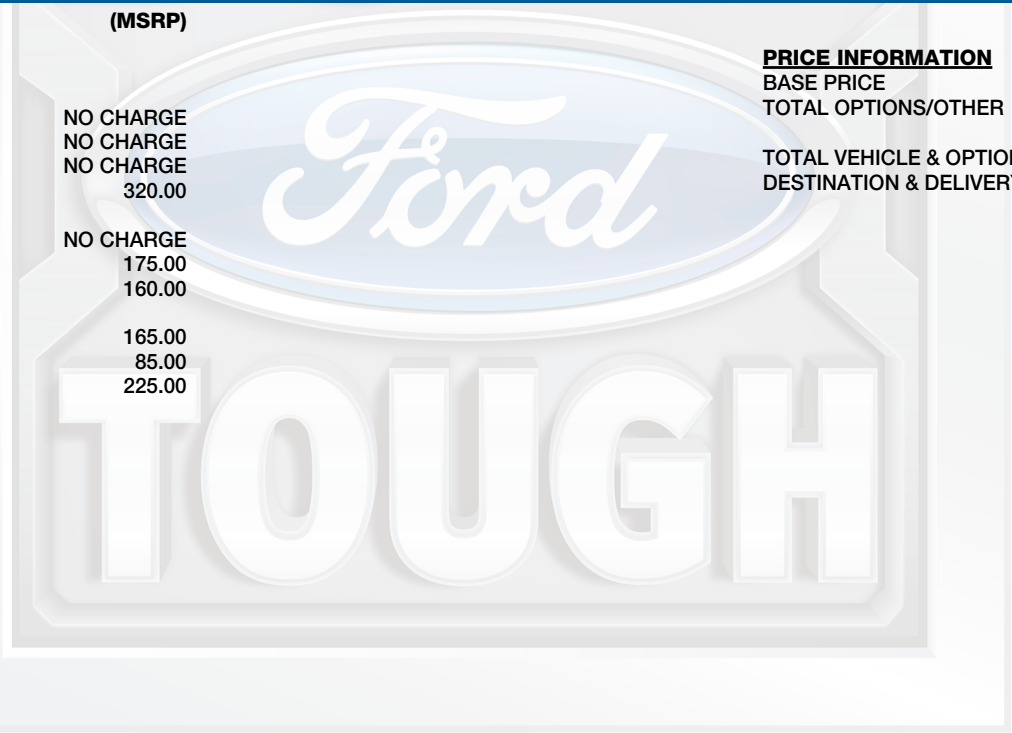 (MSRP)
NO CHARGE
NO CHARGE
NO CHARGE
320.00
NO CHARGE
175.00
160.00
165.00
85.00
225.00
PRICE INFORMATION
BASE PRICE
TOTAL OPTIONS/OTHER
TOTAL VEHICLE & OPTION
DESTINATION & DELIVERY
Ford
TOUGH